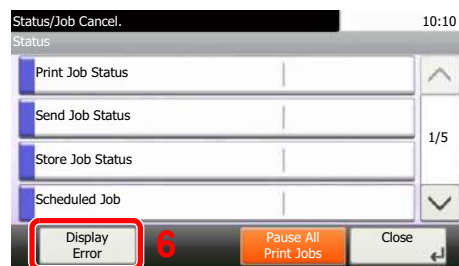 Status/Job Cancel.
10:10
Status
Print Job Status
Send Job Status
1/5
Store Job Status
Scheduled Job
Display
Error
6
Pause All
Print Jobs
Close